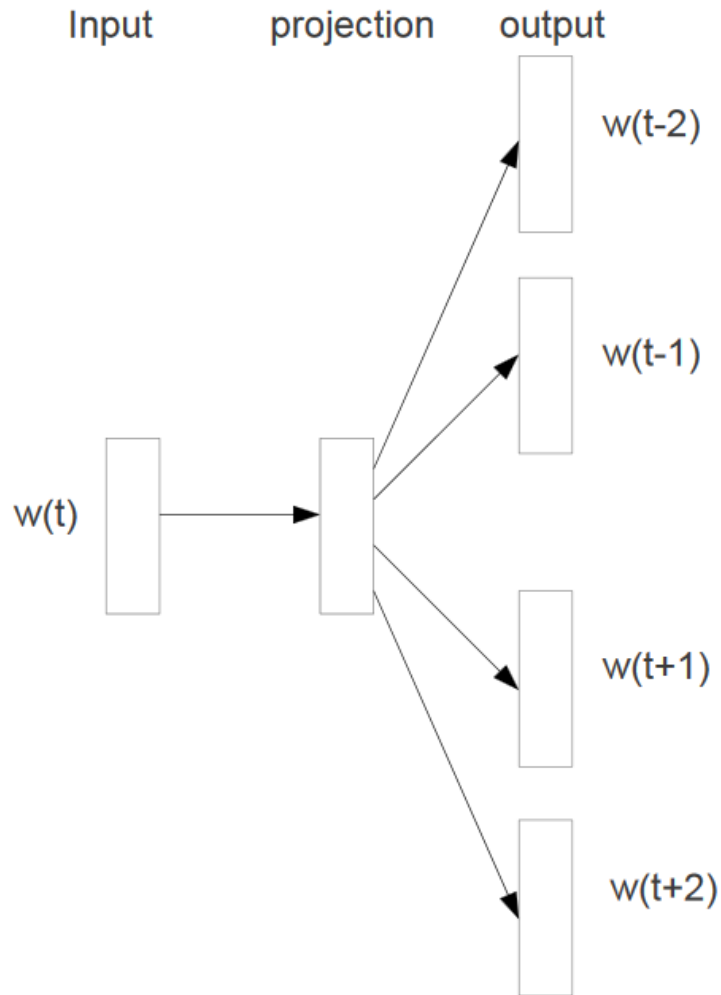 Input projection output
w(t-2)
w(t-1)
w(t)
w(t+1)
w(t+2)